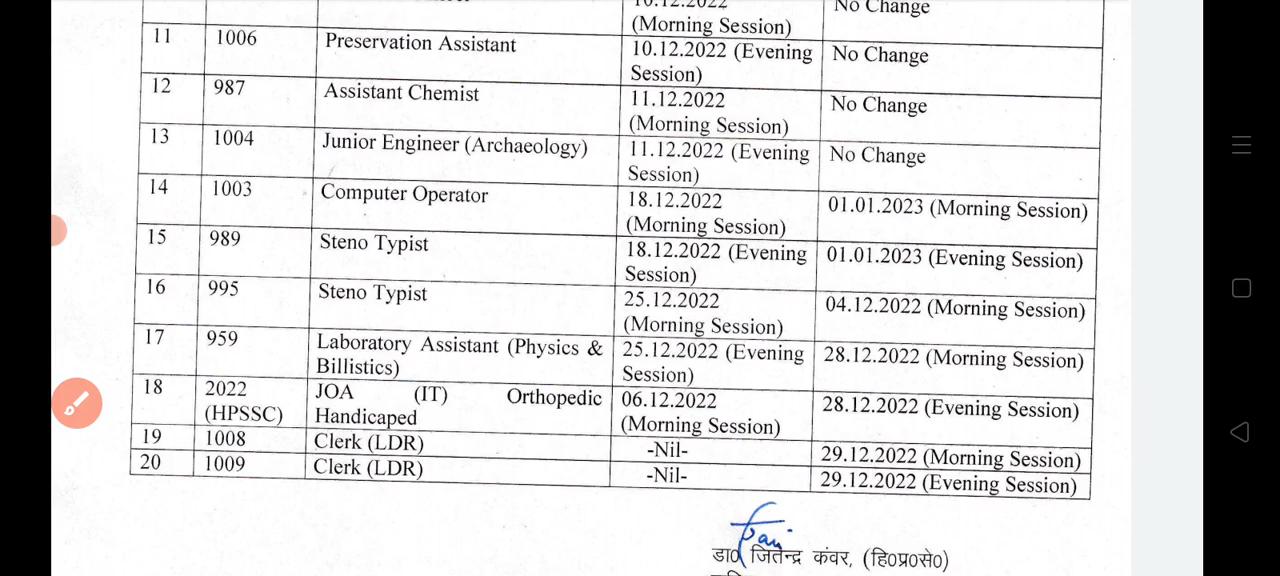 10.12.2022 No Change
(Morning Session)
11 1006 Preservation Assistant 10.12.2022 (Evening No Change
Session)
12 987 Assistant Chemist 11.12.2022 No Change
(Morning Session)
13 1004 Junior Engineer (Archaeology) 11.12.2022 (Evening No Change
Session)
14 1003 Computer Operator 18.12.2022 01.01.2023 (Morning Session)
(Morning Session)
15 989 Steno Typist 18.12.2022 (Evening 01.01.2023 (Evening Session)
Session)
16 995 Steno Typist 25.12.2022 04.12.2022 (Morning Session)
(Morning Session)
17 959 Laboratory Assistant (Physics & 25.12.2022 (Evening 28.12.2022 (Morning Session)
Billistics) Session)
18 2022 JOA (IT) Orthopedic 06.12.2022 28.12.2022 (Evening Session)
(HPSSC) Handicaped (Morning Session)
19 1008 Clerk (LDR) -Nil- 29.12.2022 (Morning Session)
20 1009 Clerk (LDR) -Nil- 29.12.2022 (Evening Session)
डा0 जितेन्द्र कंवर, (हि0प्र0से0)